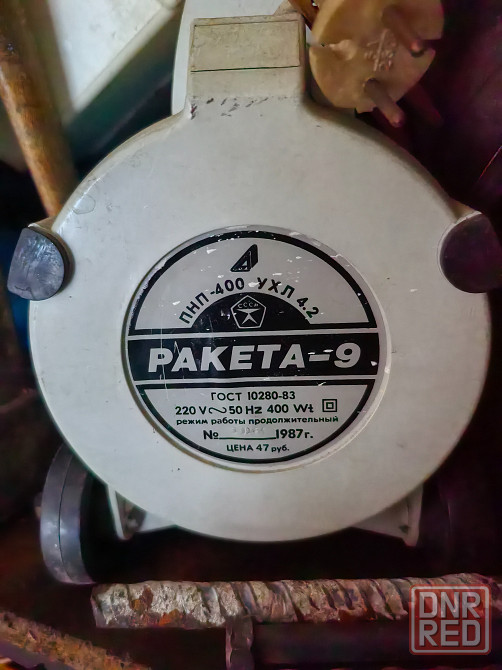 ПНП-400 УХЛ 4.2
СССР
РАКЕТА-9
ГОСТ 10280-83
220 V ~ 50 Hz 400 Wt
режим работы продолжительный
№ 1987 г.
ЦЕНА 47 руб.
DNR
RED